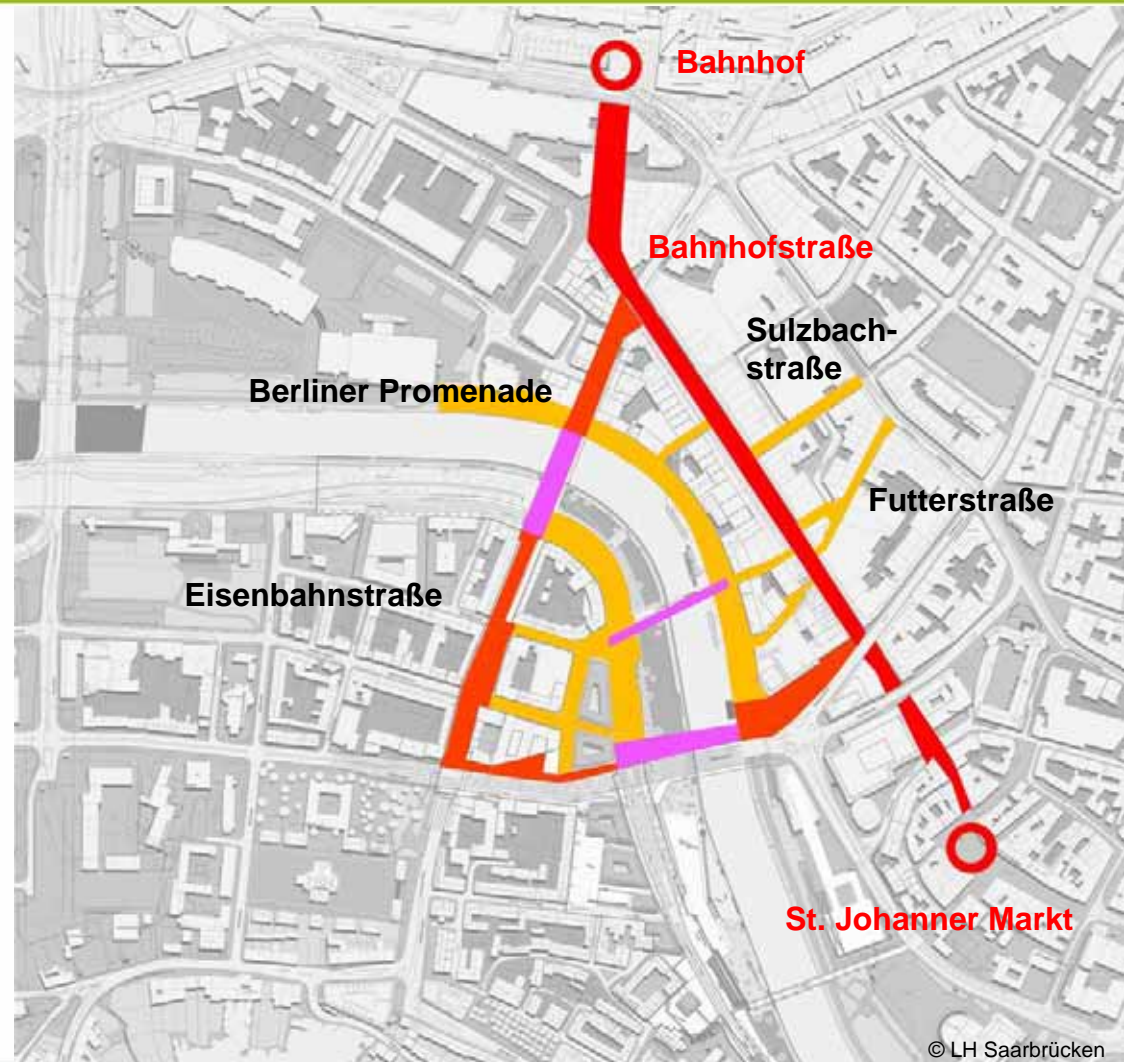 Bahnhof
Bahnhofstraße
Sulzbach-
straße
Berliner Promenade
Futterstraße
Eisenbahnstraße
St. Johanner Markt
© LH Saarbrücken